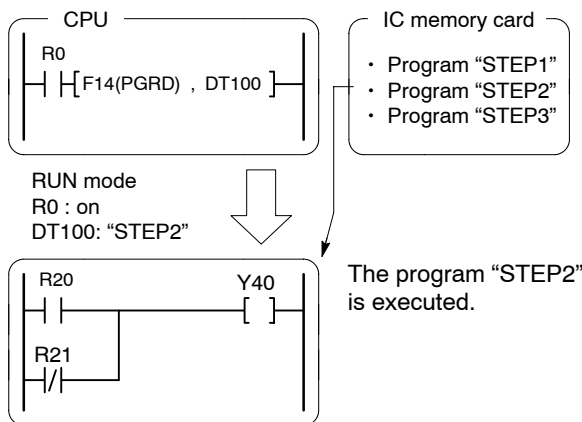 CPU
R0
F14(PGRD) , DT100
IC memory card
・ Program “STEP1”
・ Program “STEP2”
・ Program “STEP3”
RUN mode
R0 : on
DT100: “STEP2”
R20
Y40
R21
The program “STEP2”
is executed.